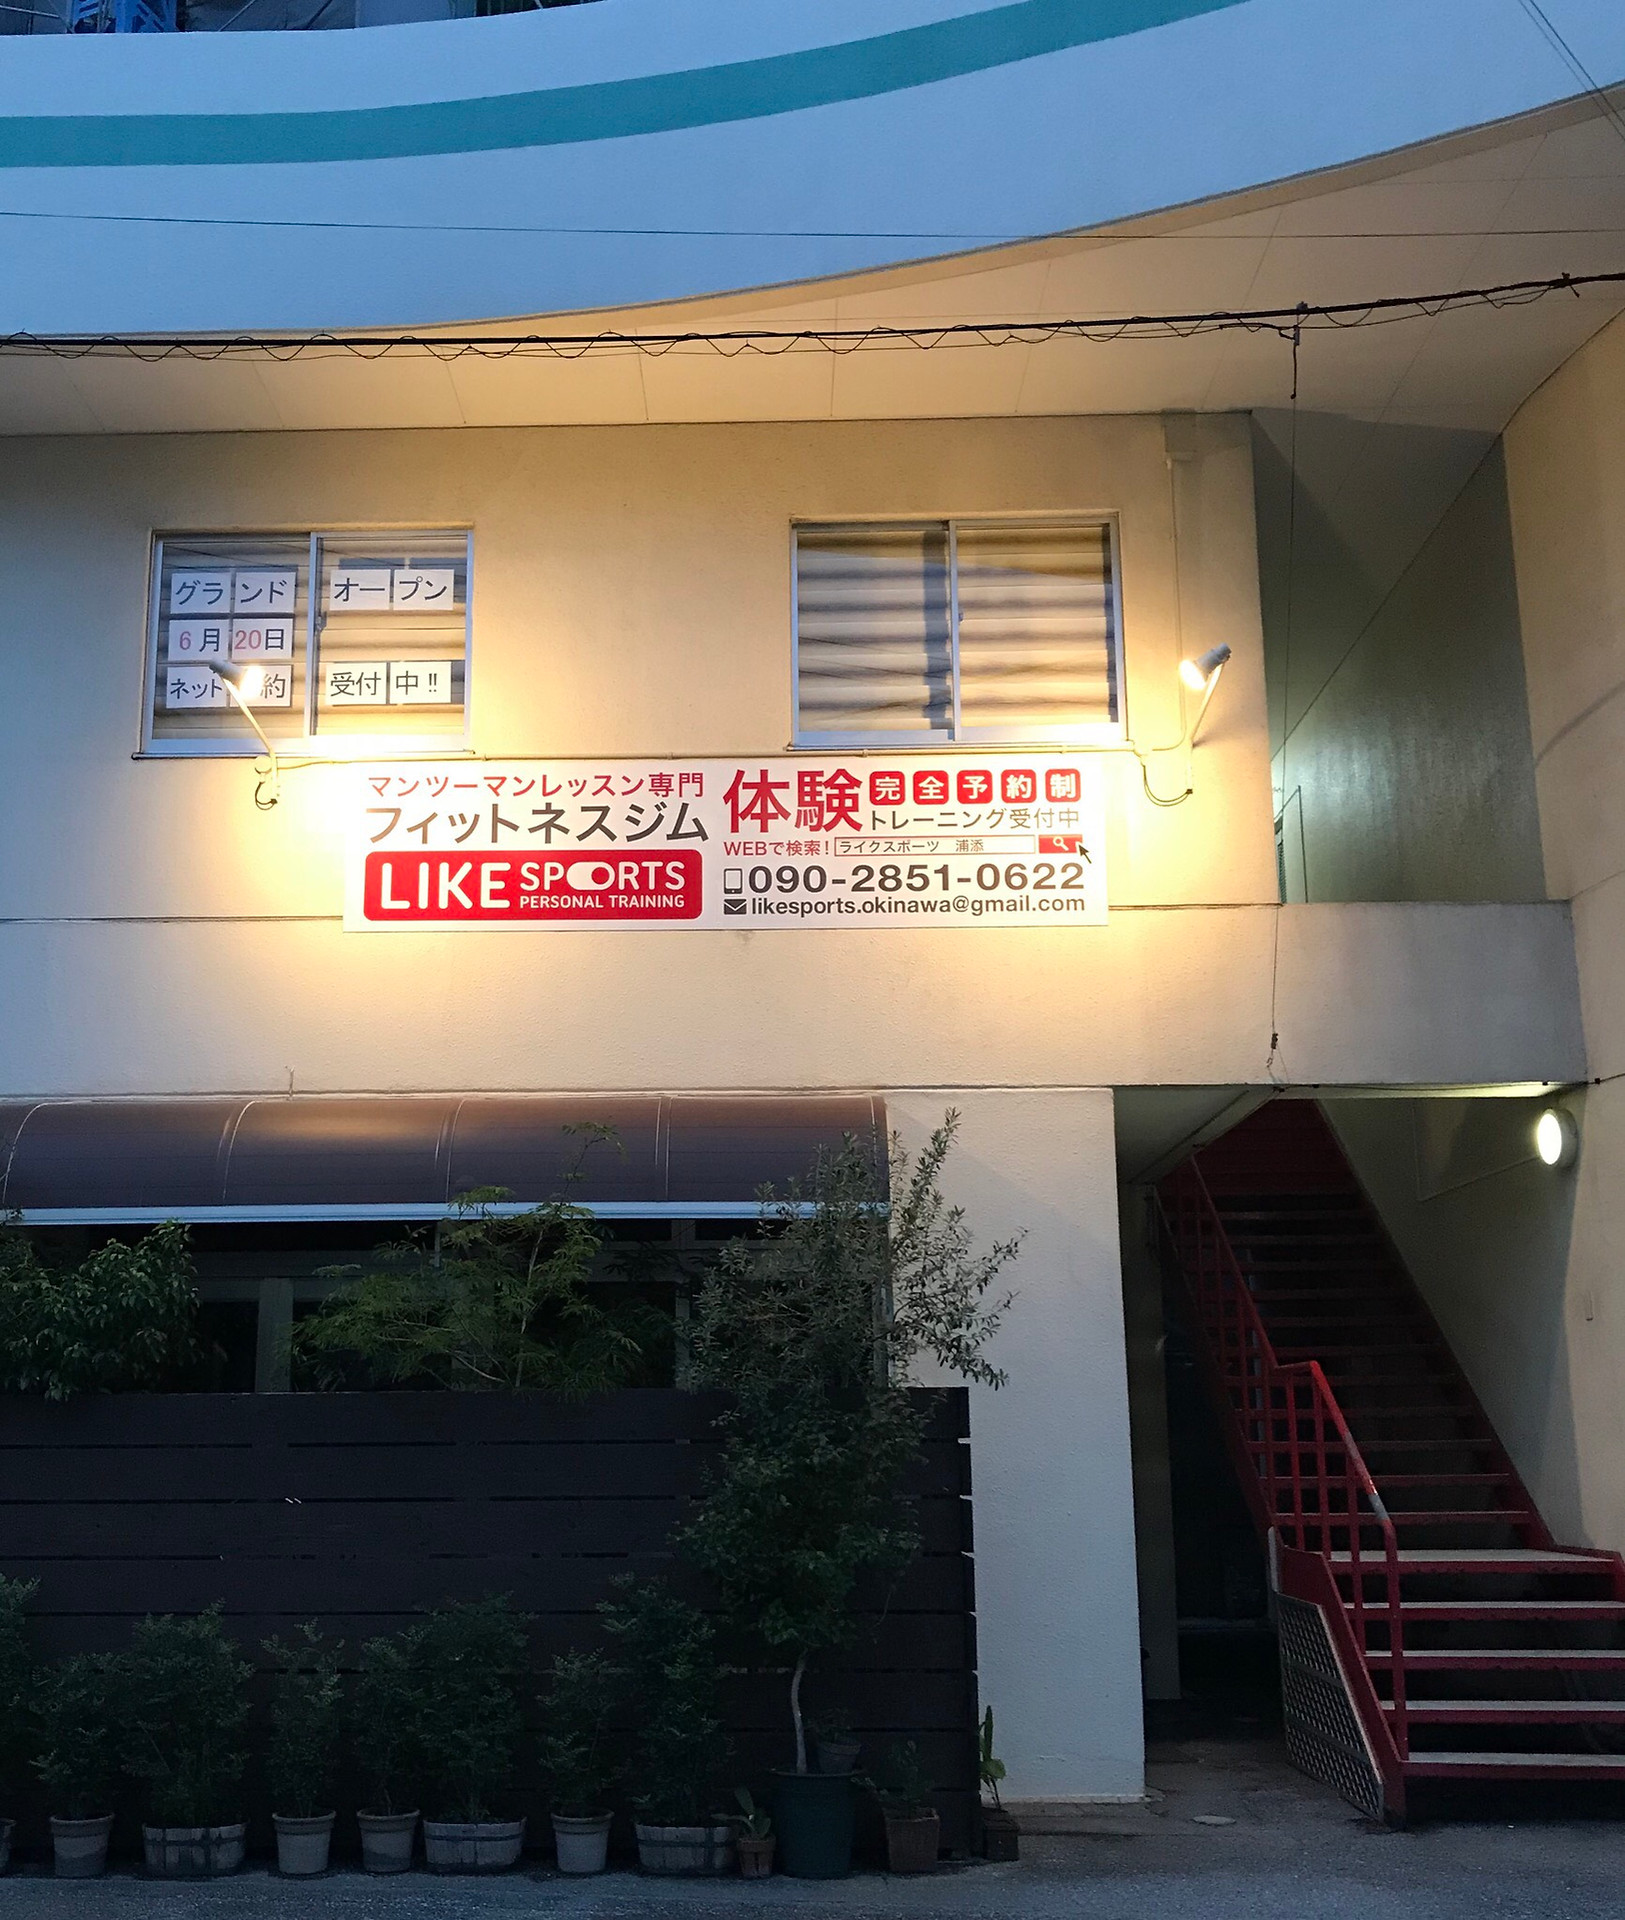 グランド オープン
6月20日
ネット 約 受付中!!
マンツーマンレッスン専門
フィットネスジム
LIKE SPORTS
PERSONAL TRAINING
体験 完全予約制
トレーニング受付中
WEBで検索! ライクスポーツ 浦添
090-2851-0622
likesports.okinawa@gmail.com